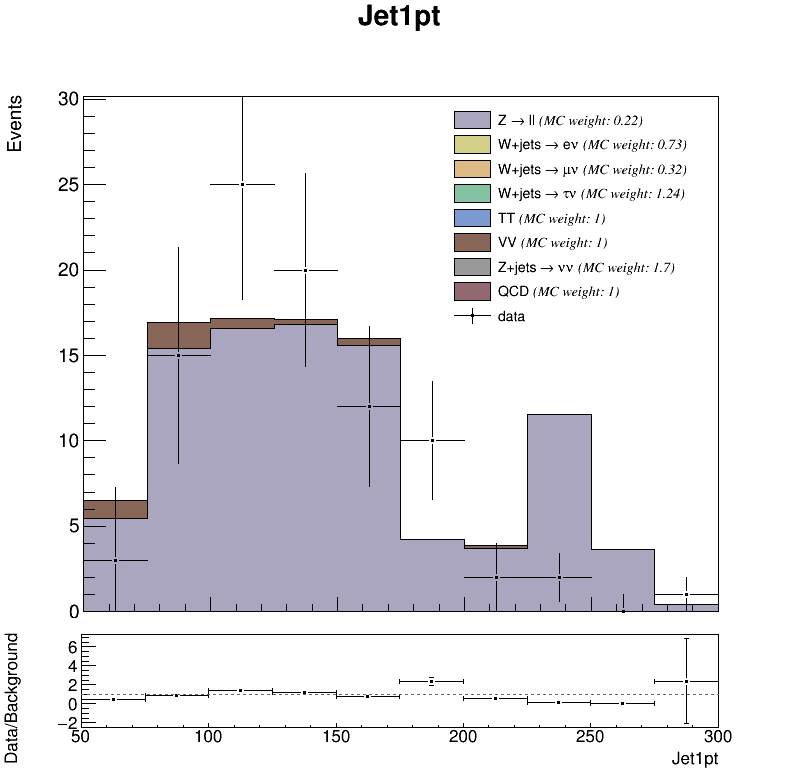 Jet1pt
Events
30
25
20
15
10
5
0
Z → ll (MC weight: 0.22)
W+jets → eν (MC weight: 0.73)
W+jets → μν (MC weight: 0.32)
W+jets → τν (MC weight: 1.24)
TT (MC weight: 1)
VV (MC weight: 1)
Z+jets → νν (MC weight: 1.7)
QCD (MC weight: 1)
data
Data/Background
6
4
2
0
−2
50 100 150 200 250 300
Jet1pt